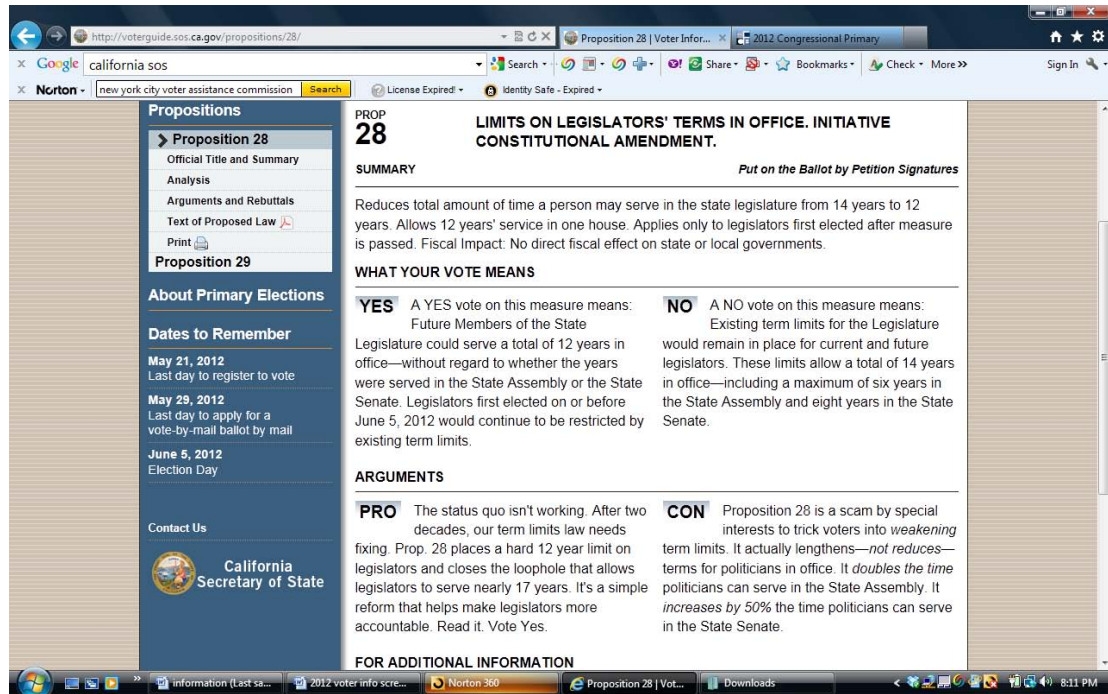 http://voterguide.sos.ca.gov/propositions/28/
Proposition 28 | Voter Infor...
2012 Congressional Primary
Google california sos
Search
Share
Bookmarks
Check
More »
Sign In
Norton
new york city voter assistance commission
Search
License Expired!
Identity Safe - Expired
Propositions
Proposition 28
Official Title and Summary
Analysis
Arguments and Rebuttals
Text of Proposed Law
Print
Proposition 29
About Primary Elections
Dates to Remember
May 21, 2012
Last day to register to vote
May 29, 2012
Last day to apply for a
vote-by-mail ballot by mail
June 5, 2012
Election Day
Contact Us
California
Secretary of State
PROP
28
LIMITS ON LEGISLATORS' TERMS IN OFFICE. INITIATIVE
CONSTITUTIONAL AMENDMENT.
SUMMARY
Put on the Ballot by Petition Signatures
Reduces total amount of time a person may serve in the state legislature from 14 years to 12
years. Allows 12 years' service in one house. Applies only to legislators first elected after measure
is passed. Fiscal Impact: No direct fiscal effect on state or local governments.
WHAT YOUR VOTE MEANS
YES A YES vote on this measure means:
Future Members of the State
Legislature could serve a total of 12 years in
office—without regard to whether the years
were served in the State Assembly or the State
Senate. Legislators first elected on or before
June 5, 2012 would continue to be restricted by
existing term limits.
NO A NO vote on this measure means:
Existing term limits for the Legislature
would remain in place for current and future
legislators. These limits allow a total of 14 years
in office—including a maximum of six years in
the State Assembly and eight years in the State
Senate.
ARGUMENTS
PRO The status quo isn't working. After two
decades, our term limits law needs
fixing. Prop. 28 places a hard 12 year limit on
legislators and closes the loophole that allows
legislators to serve nearly 17 years. It's a simple
reform that helps make legislators more
accountable. Read it. Vote Yes.
CON Proposition 28 is a scam by special
interests to trick voters into weakening
term limits. It actually lengthens—not reduces—
terms for politicians in office. It doubles the time
politicians can serve in the State Assembly. It
increases by 50% the time politicians can serve
in the State Senate.
FOR ADDITIONAL INFORMATION
information (Last sa...
2012 voter info scre...
Norton 360
Proposition 28 | Vot...
Downloads
8:11 PM